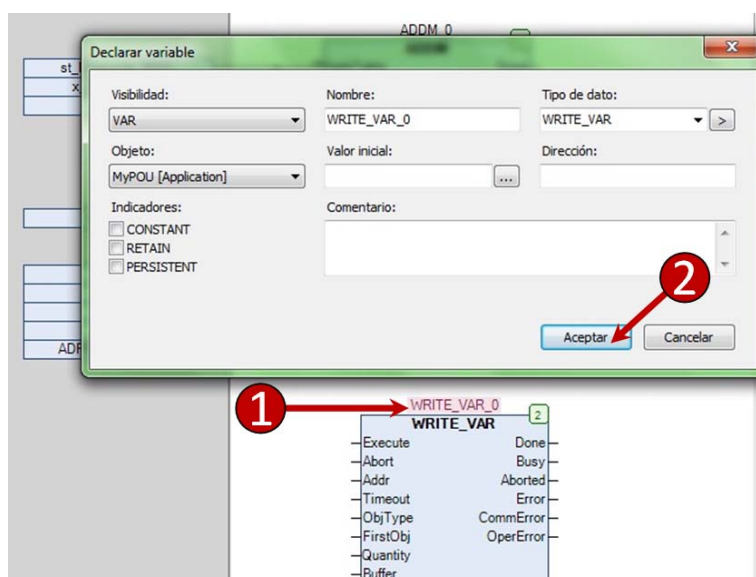 ADDM_0
Declarar variable
Visibilidad:
Nombre:
Tipo de dato:
VAR
WRITE_VAR_0
WRITE_VAR
>
Objeto:
Valor inicial:
Dirección:
MyPOU [Application]
...
Indicadores:
Comentario:
CONSTANT
RETAIN
PERSISTENT
2
Aceptar
Cancelar
1
WRITE_VAR_0
2
WRITE_VAR
Execute
Done
Abort
Busy
Addr
Aborted
Timeout
Error
ObjType
CommError
FirstObj
OperError
Quantity
Buffer